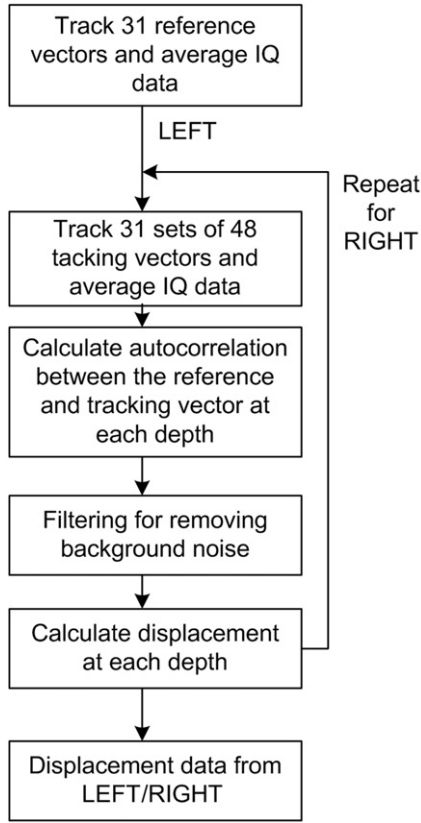 Track 31 reference
vectors and average IQ
data
LEFT
Repeat
for
RIGHT
Track 31 sets of 48
tacking vectors and
average IQ data
Calculate autocorrelation
between the reference
and tracking vector at
each depth
Filtering for removing
background noise
Calculate displacement
at each depth
Displacement data from
LEFT/RIGHT